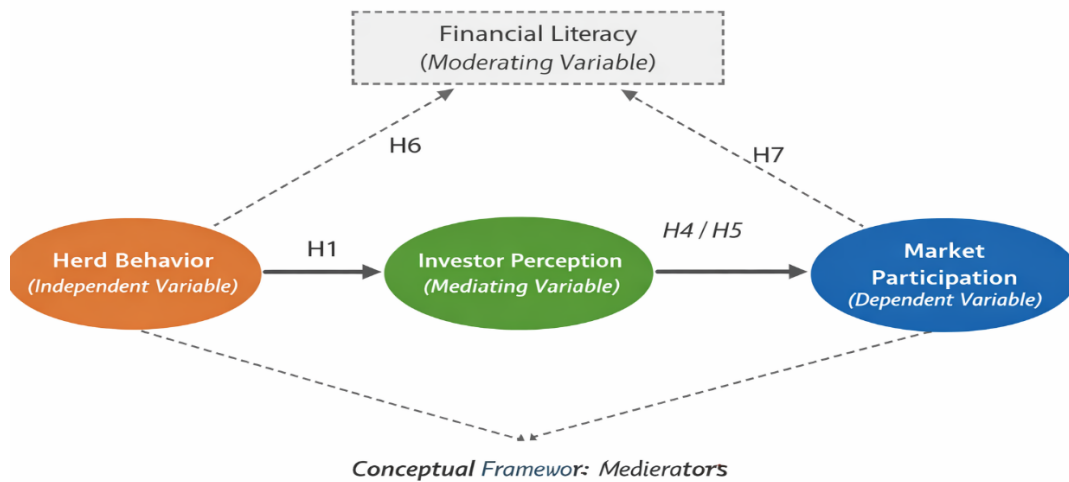 Financial Literacy
(Moderating Variable)
H6
H7
H1
H4 / H5
Herd Behavior
(Independent Variable)
Investor Perception
(Mediating Variable)
Market
Participation
(Dependent Variable)
Conceptual Framewor: Medierators